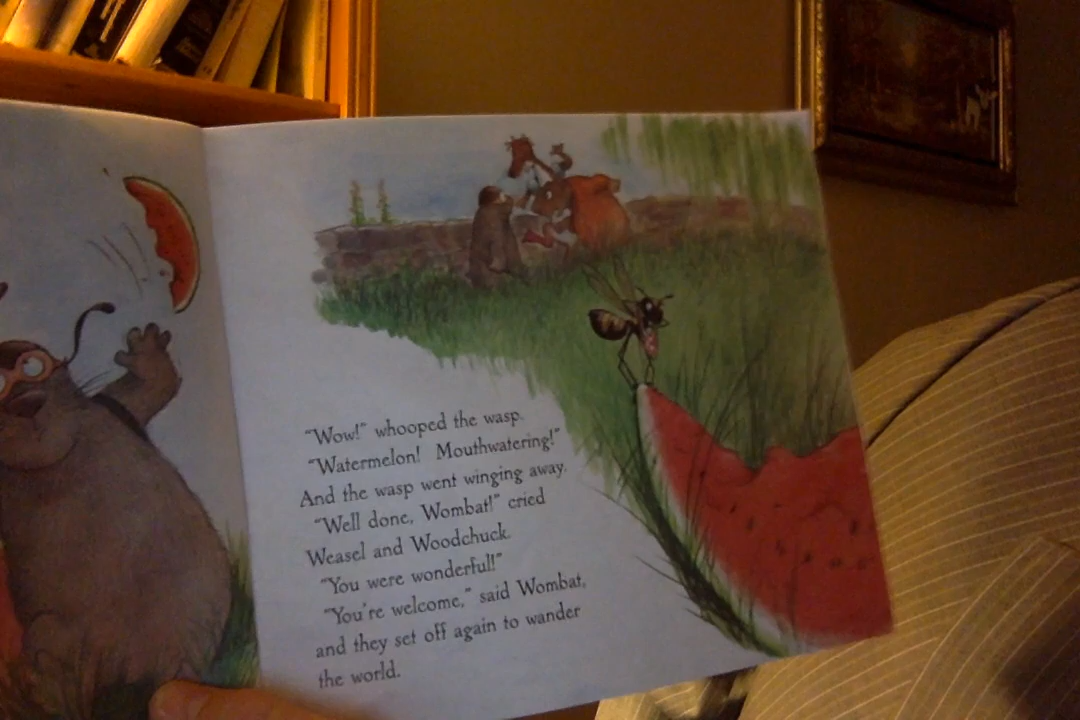 "Wow!" whooped the wasp.
"Watermelon! Mouthwatering!"
And the wasp went winging away.
"Well done, Wombat!" cried
Weasel and Woodchuck.
"You were wonderful!"
"You're welcome," said Wombat,
and they set off again to wander
the world.